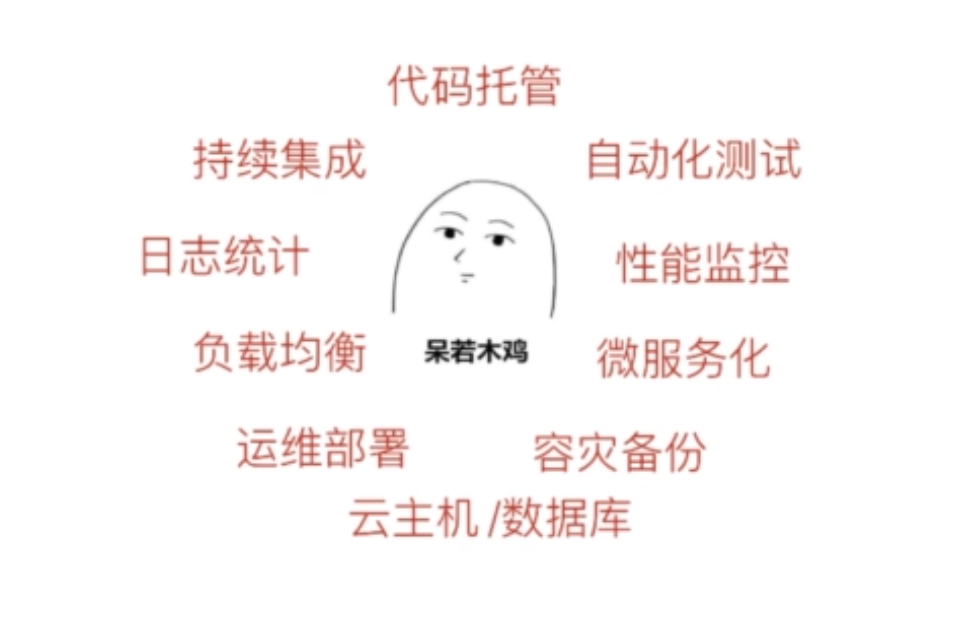 代码托管
持续集成
自动化测试
日志统计
性能监控
负载均衡
呆若木鸡
微服务化
运维部署
容灾备份
云主机/数据库